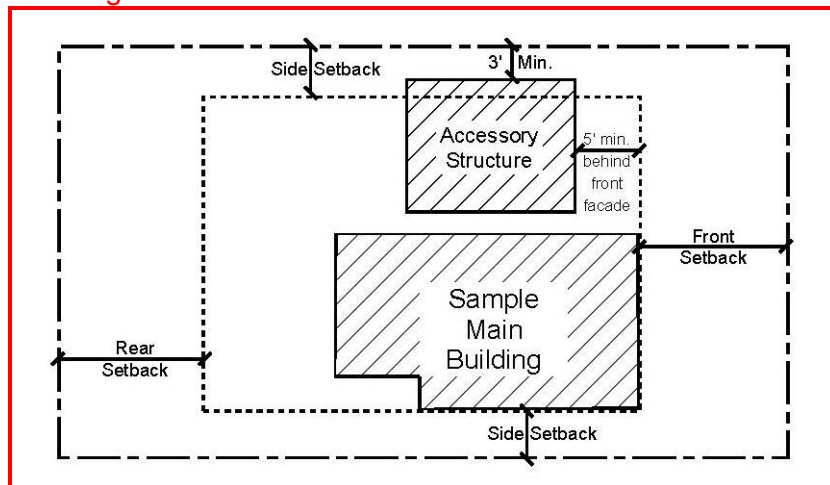 Side Setback
3' Min.
Accessory
Structure
5' min.
behind
front
facade
Front
Setback
Sample
Main
Building
Rear
Setback
Side Setback